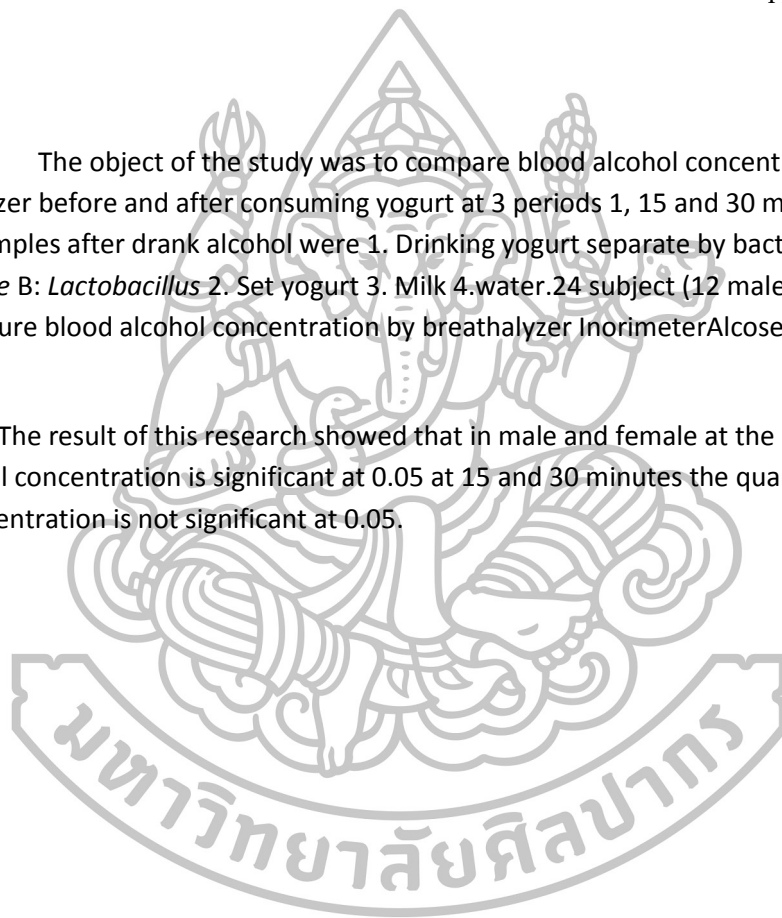 The object of the study was to compare blood alcohol concent
zer before and after consuming yogurt at 3 periods 1, 15 and 30 m
mples after drank alcohol were 1. Drinking yogurt separate by bact
e B: Lactobacillus 2. Set yogurt 3. Milk 4.water.24 subject (12 male
ure blood alcohol concentration by breathalyzer InorimeterAlcose
The result of this research showed that in male and female at the
l concentration is significant at 0.05 at 15 and 30 minutes the qua
entration is not significant at 0.05.
มหาวิทยาลัยศิลปากร